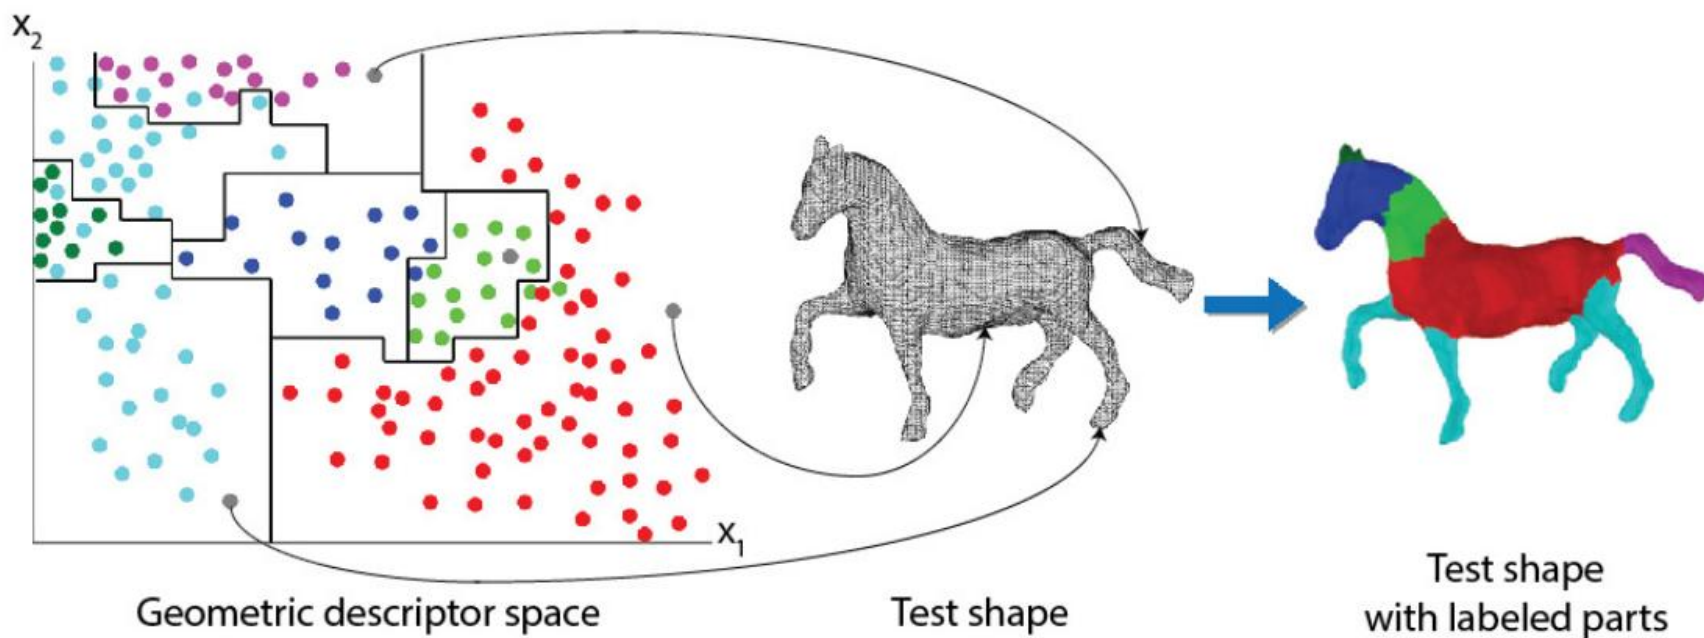 X2
X1
Geometric descriptor space
Test shape
Test shape
with labeled parts